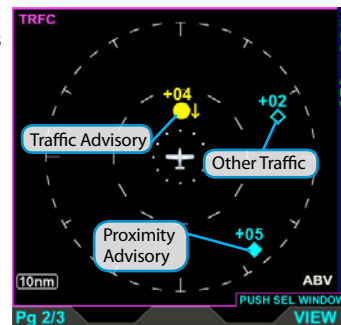 TRFC
+04
+02
Traffic Advisory
Other Traffic
+05
Proximity
Advisory
10nm
ABV
PUSH SEL WINDOW
Pg 2/3
VIEW